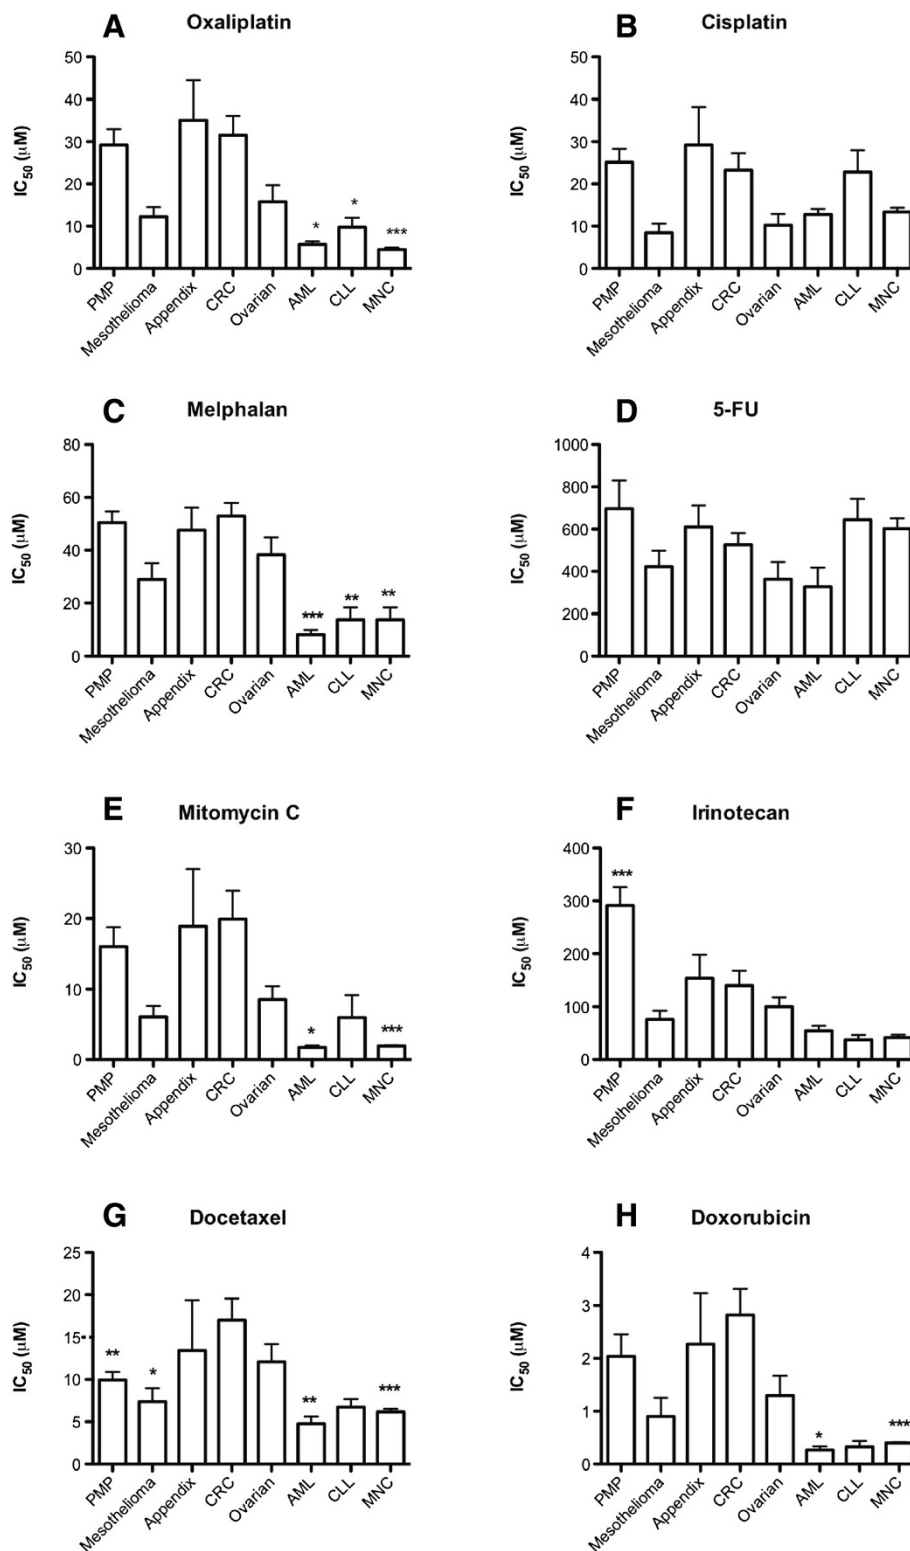 A Oxaliplatin
50
40
30
20
10
0
IC50 (μM)
* * ***
PMP Mesothelioma Appendix CRC Ovarian AML CLL MNC
B Cisplatin
50
40
30
20
10
0
IC50 (μM)
PMP Mesothelioma Appendix CRC Ovarian AML CLL MNC
C Melphalan
80
60
40
20
0
IC50 (μM)
*** ** **
PMP Mesothelioma Appendix CRC Ovarian AML CLL MNC
D 5-FU
1000
800
600
400
200
0
IC50 (μM)
PMP Mesothelioma Appendix CRC Ovarian AML CLL MNC
E Mitomycin C
30
20
10
0
IC50 (μM)
* ***
PMP Mesothelioma Appendix CRC Ovarian AML CLL MNC
F Irinotecan
400
300
200
100
0
IC50 (μM)
***
PMP Mesothelioma Appendix CRC Ovarian AML CLL MNC
G Docetaxel
25
20
15
10
5
0
IC50 (μM)
** * ** ***
PMP Mesothelioma Appendix CRC Ovarian AML CLL MNC
H Doxorubicin
4
3
2
1
0
IC50 (μM)
* ***
PMP Mesothelioma Appendix CRC Ovarian AML CLL MNC